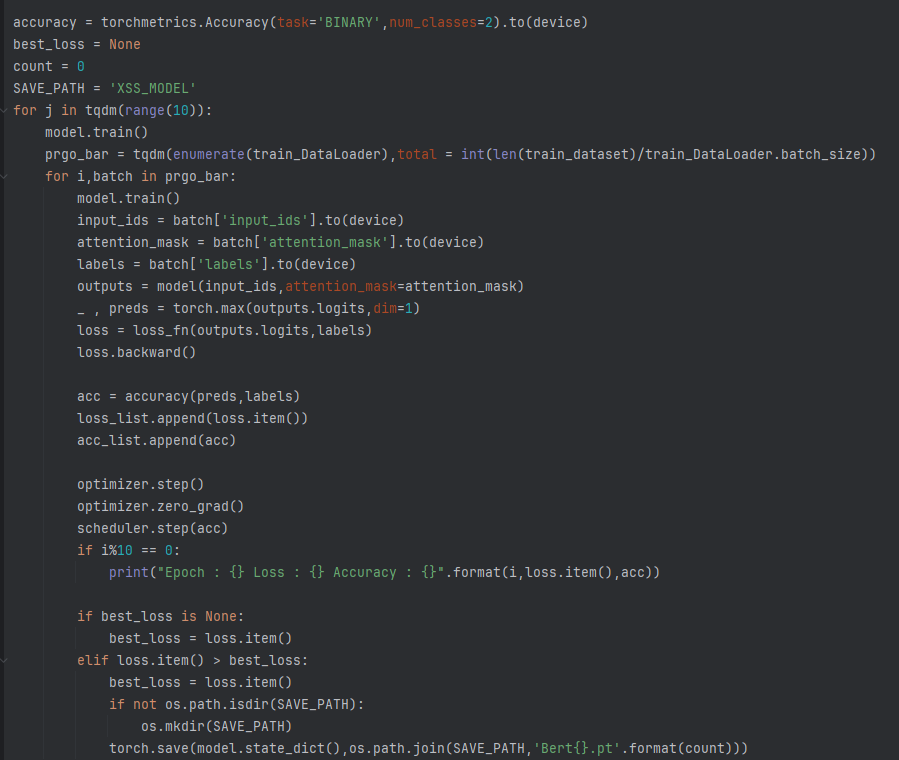 accuracy = torchmetrics.Accuracy(task='BINARY',num_classes=2).to(device)
best_loss = None
count = 0
SAVE_PATH = 'XSS_MODEL'
for j in tqdm(range(10)):
    model.train()
    prgo_bar = tqdm(enumerate(train_DataLoader),total = int(len(train_dataset)/train_DataLoader.batch_size))
    for i,batch in prgo_bar:
        model.train()
        input_ids = batch['input_ids'].to(device)
        attention_mask = batch['attention_mask'].to(device)
        labels = batch['labels'].to(device)
        outputs = model(input_ids,attention_mask=attention_mask)
        _ , preds = torch.max(outputs.logits,dim=1)
        loss = loss_fn(outputs.logits,labels)
        loss.backward()

        acc = accuracy(preds,labels)
        loss_list.append(loss.item())
        acc_list.append(acc)

        optimizer.step()
        optimizer.zero_grad()
        scheduler.step(acc)
        if i%10 == 0:
            print("Epoch : {} Loss : {} Accuracy : {}".format(i,loss.item(),acc))

        if best_loss is None:
            best_loss = loss.item()
        elif loss.item() > best_loss:
            best_loss = loss.item()
            if not os.path.isdir(SAVE_PATH):
                os.mkdir(SAVE_PATH)
            torch.save(model.state_dict(),os.path.join(SAVE_PATH,'Bert{}.pt'.format(count)))